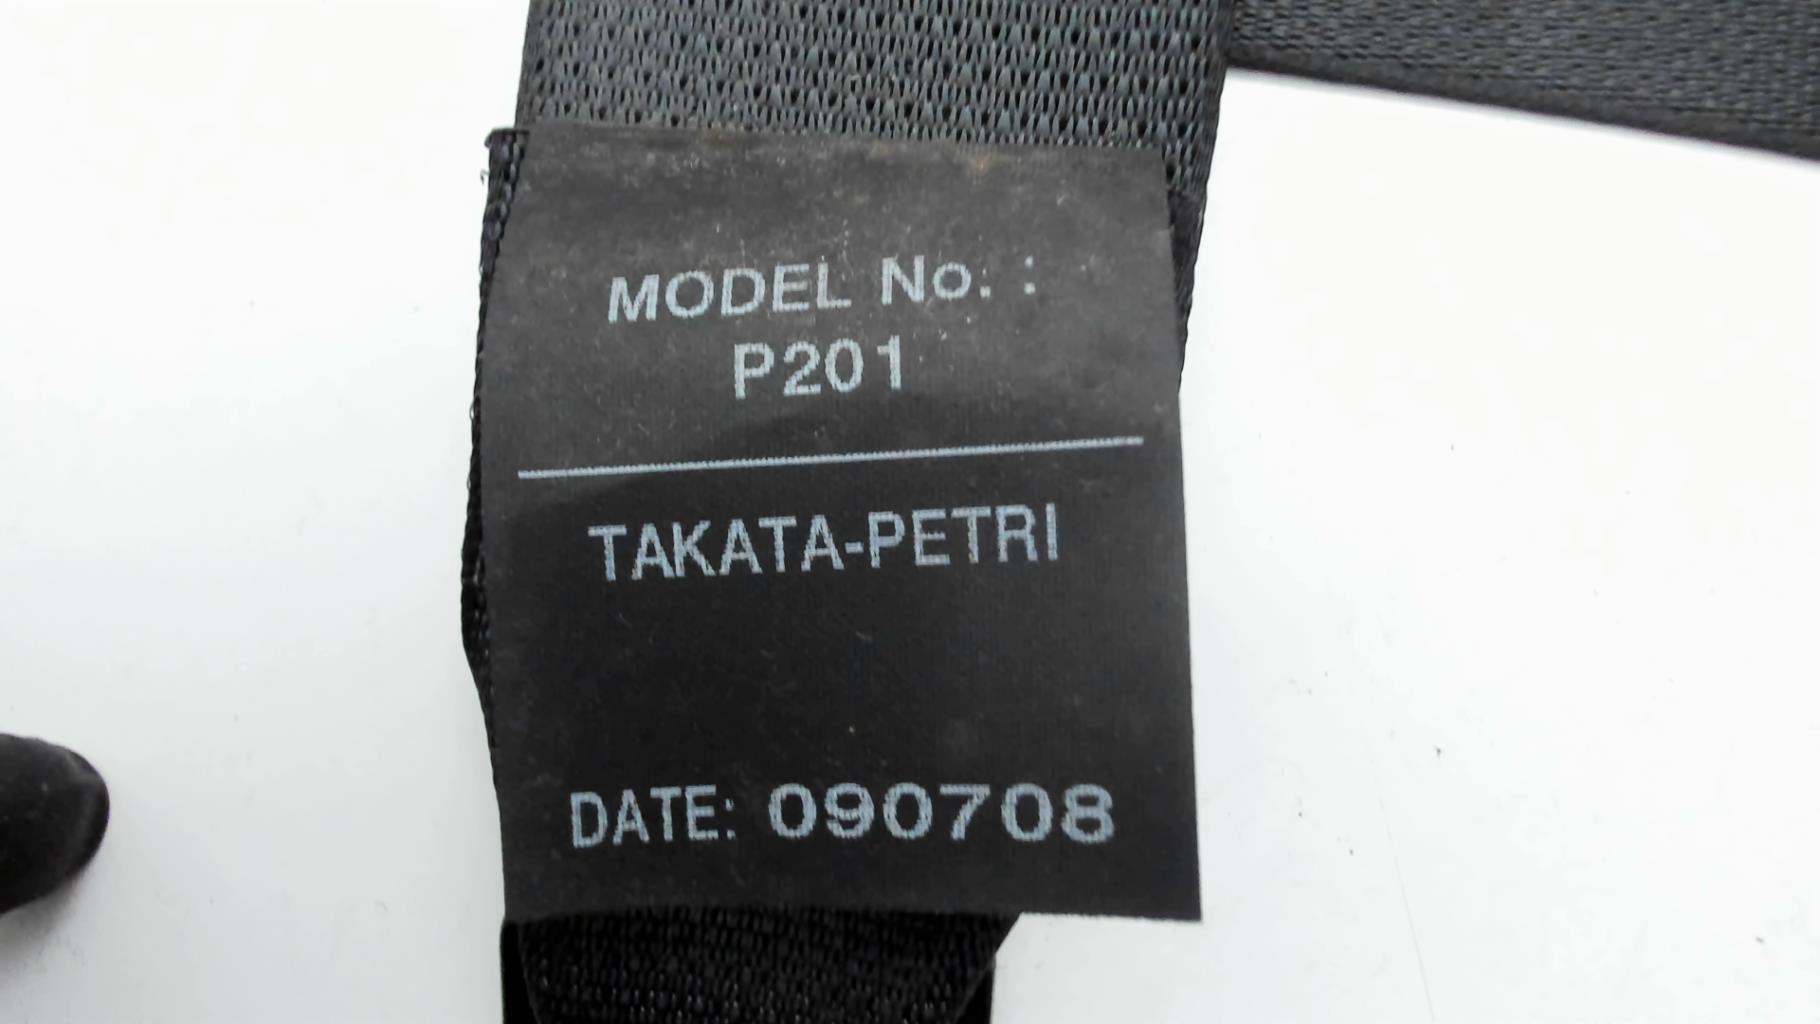 MODEL No. :
P201
TAKATA-PETRI
DATE: 090708